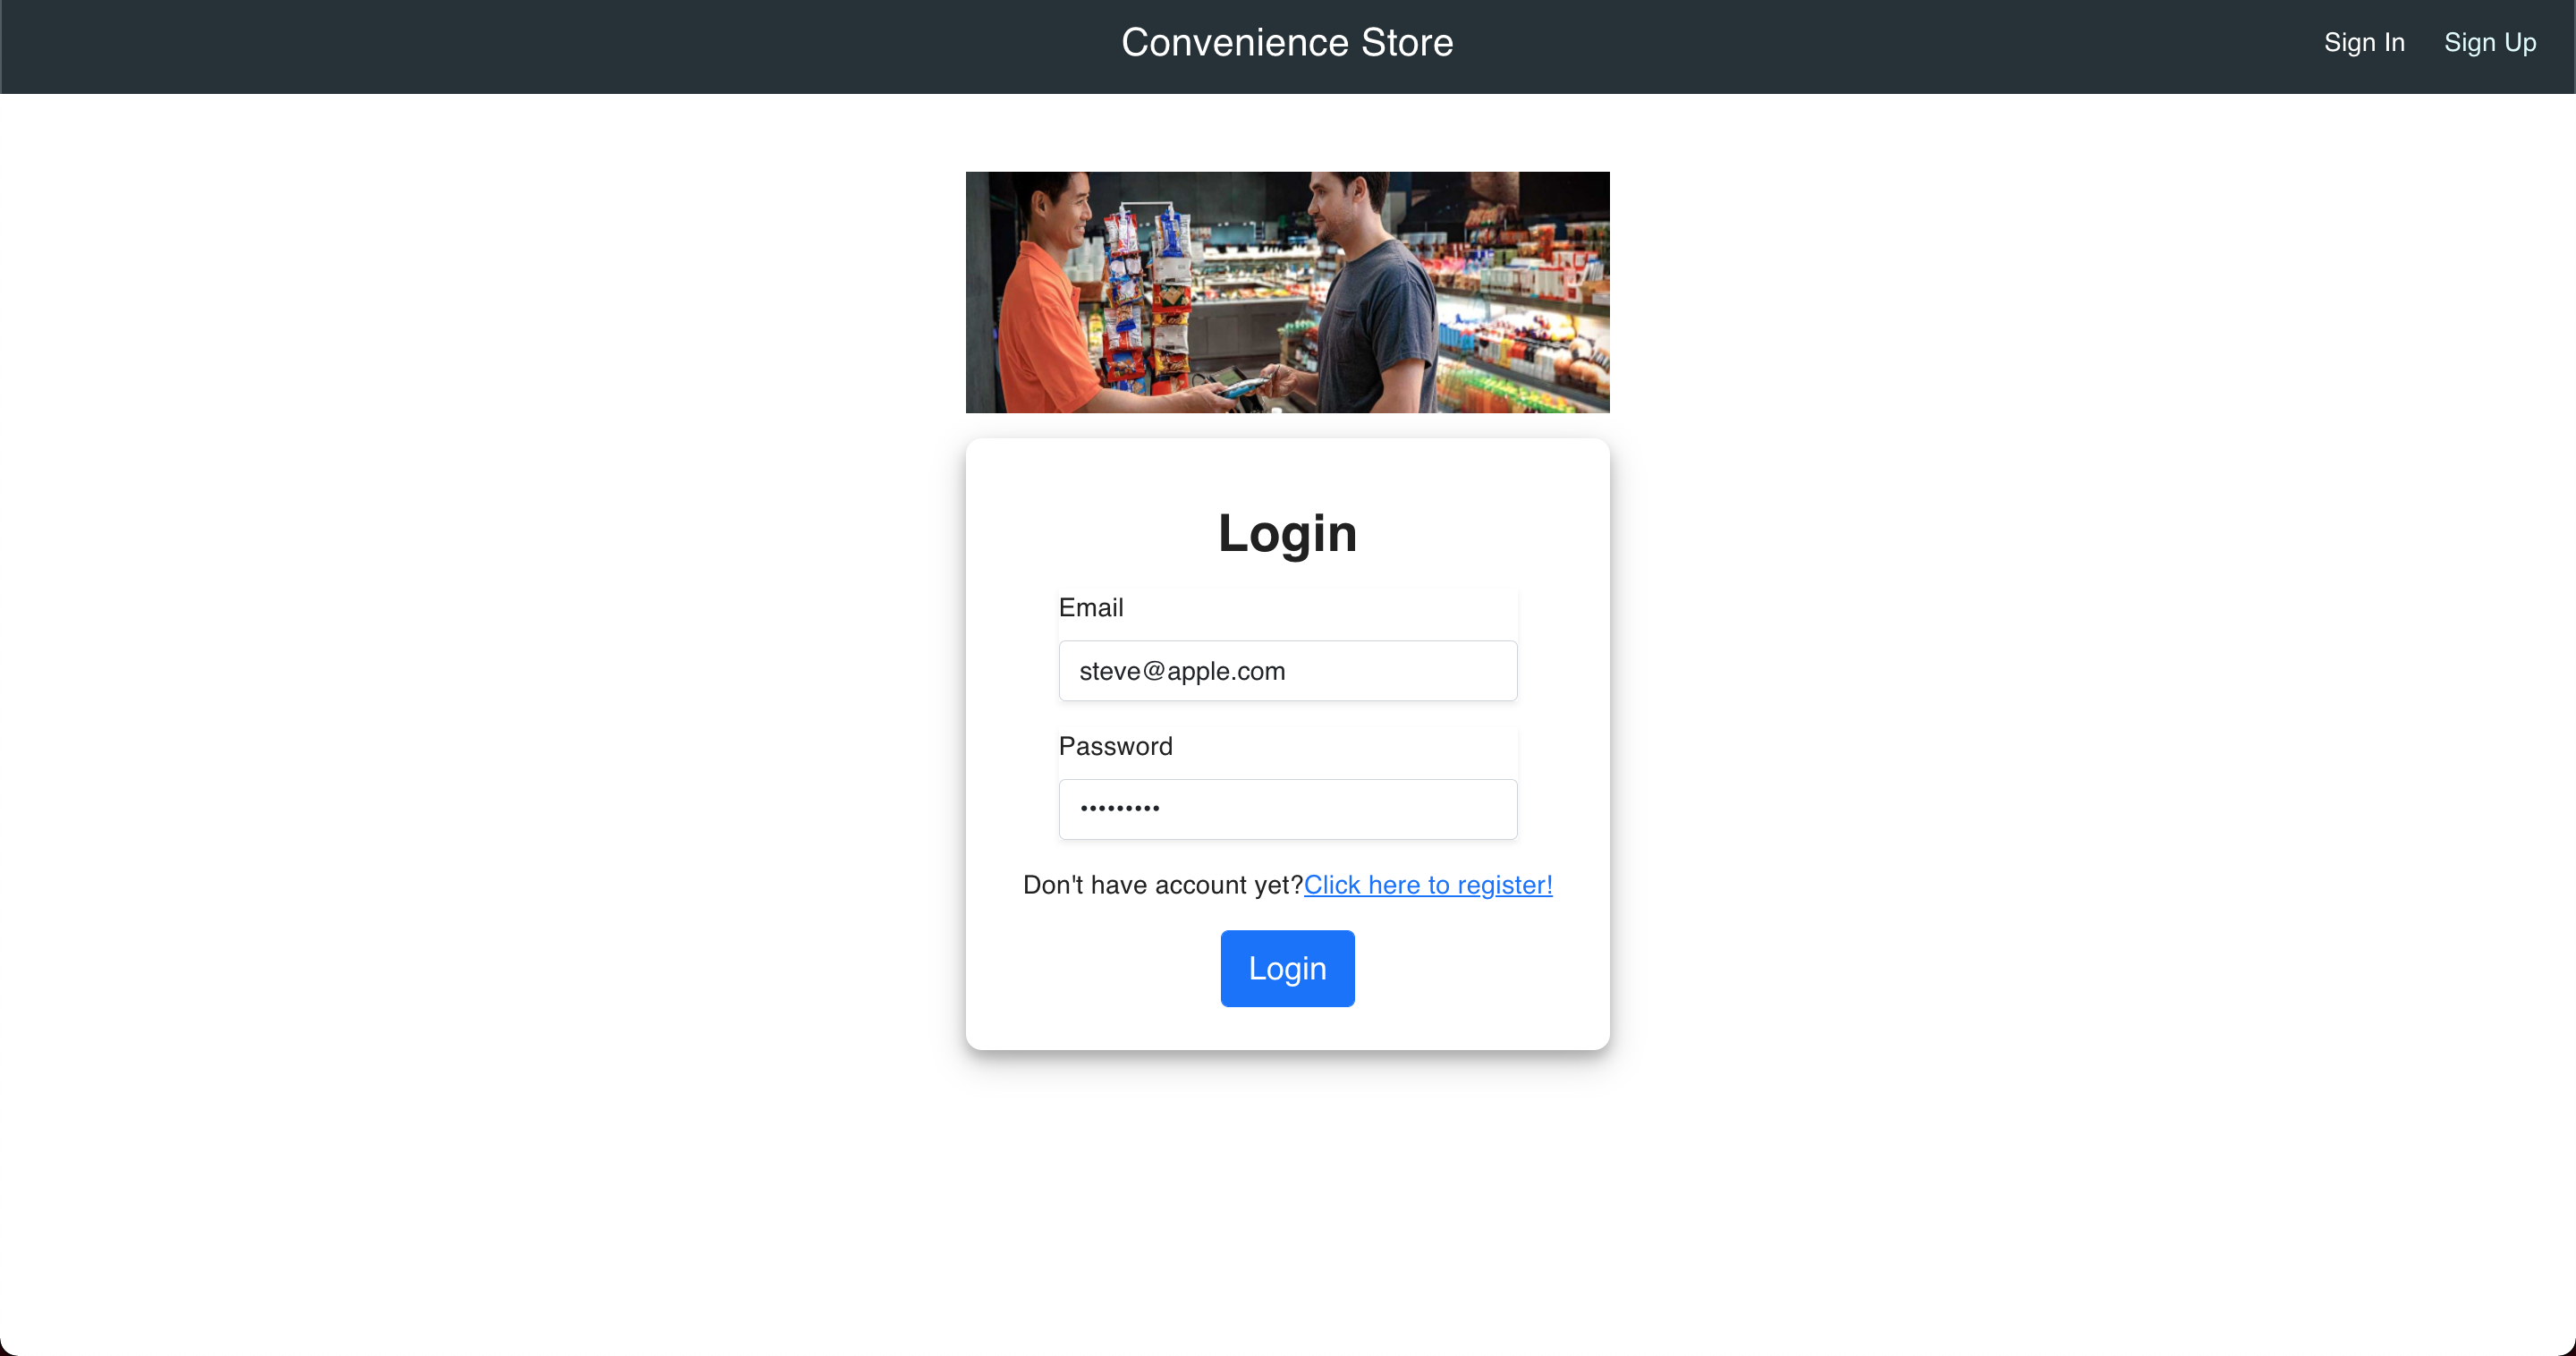 Convenience Store
Sign In
Sign Up
Login
Email
steve@apple.com
Password
•••••••••
Don't have account yet?Click here to register!
Login